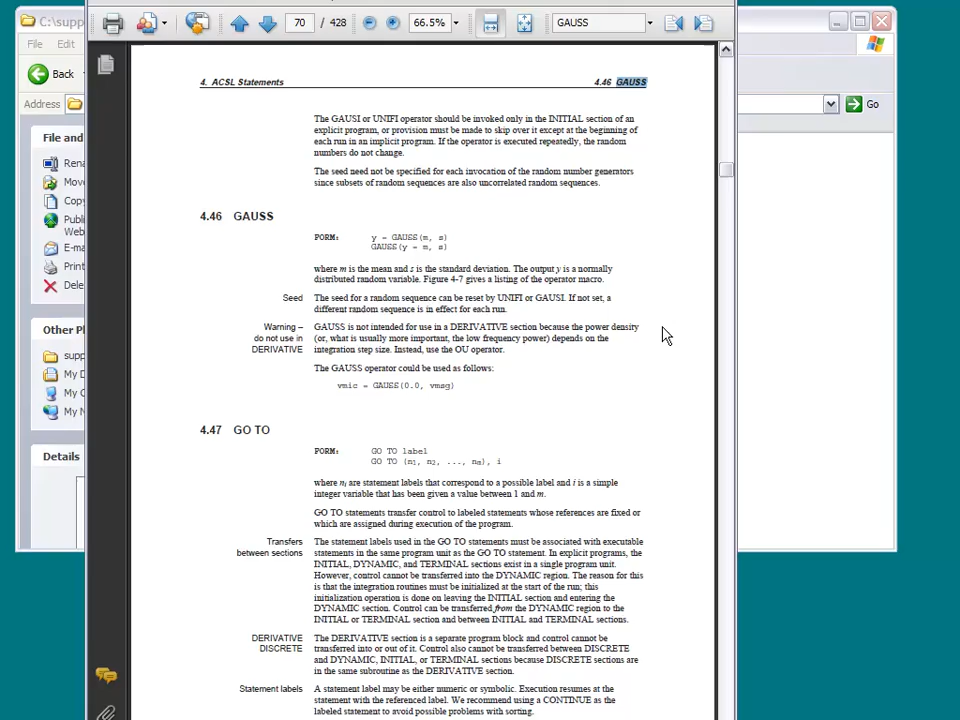 C:\supp
File Edit
70 / 428 66.5% GAUSS
Back
Address
Go
File and
Rena
Move
Copy
Publi
Web
E-ma
Print
Dele
Other Pl
supp
My D
My C
My N
Details
4. ACSL Statements 4.46 GAUSS
The GAUSI or UNIFI operator should be invoked only in the INITIAL section of an
explicit program, or provision must be made to skip over it except at the beginning of
each run in an implicit program. If the operator is executed repeatedly, the random
numbers do not change.
The seed need not be specified for each invocation of the random number generators
since subsets of random sequences are also uncorrelated random sequences.
4.46 GAUSS
FORM: y = GAUSS(m, s)
GAUSS(y = m, s)
where m is the mean and s is the standard deviation. The output y is a normally
distributed random variable. Figure 4-7 gives a listing of the operator macro.
Seed The seed for a random sequence can be reset by UNIFI or GAUSI. If not set, a
different random sequence is in effect for each run.
Warning – GAUSS is not intended for use in a DERIVATIVE section because the power density
do not use in (or, what is usually more important, the low frequency power) depends on the
DERIVATIVE integration step size. Instead, use the OU operator.
The GAUSS operator could be used as follows:
vmic = GAUSS(0.0, vmsg)
4.47 GO TO
FORM: GO TO label
GO TO (n1, n2, ..., nm), i
where ni are statement labels that correspond to a possible label and i is a simple
integer variable that has been given a value between 1 and m.
GO TO statements transfer control to labeled statements whose references are fixed or
which are assigned during execution of the program.
Transfers The statement labels used in the GO TO statements must be associated with executable
between sections statements in the same program unit as the GO TO statement. In explicit programs, the
INITIAL, DYNAMIC, and TERMINAL sections exist in a single program unit.
However, control cannot be transferred into the DYNAMIC region. The reason for this
is that the integration routines must be initialized at the start of the run; this
initialization operation is done on leaving the INITIAL section and entering the
DYNAMIC section. Control can be transferred from the DYNAMIC region to the
INITIAL or TERMINAL section and between INITIAL and TERMINAL sections.
DERIVATIVE The DERIVATIVE section is a separate program block and control cannot be
DISCRETE transferred into or out of it. Control also cannot be transferred between DISCRETE
and DYNAMIC, INITIAL, or TERMINAL sections because DISCRETE sections are
in the same subroutine as the DERIVATIVE section.
Statement labels A statement label may be either numeric or symbolic. Execution resumes at the
statement with the referenced label. We recommend using a CONTINUE as the
labeled statement to avoid possible problems with sorting.